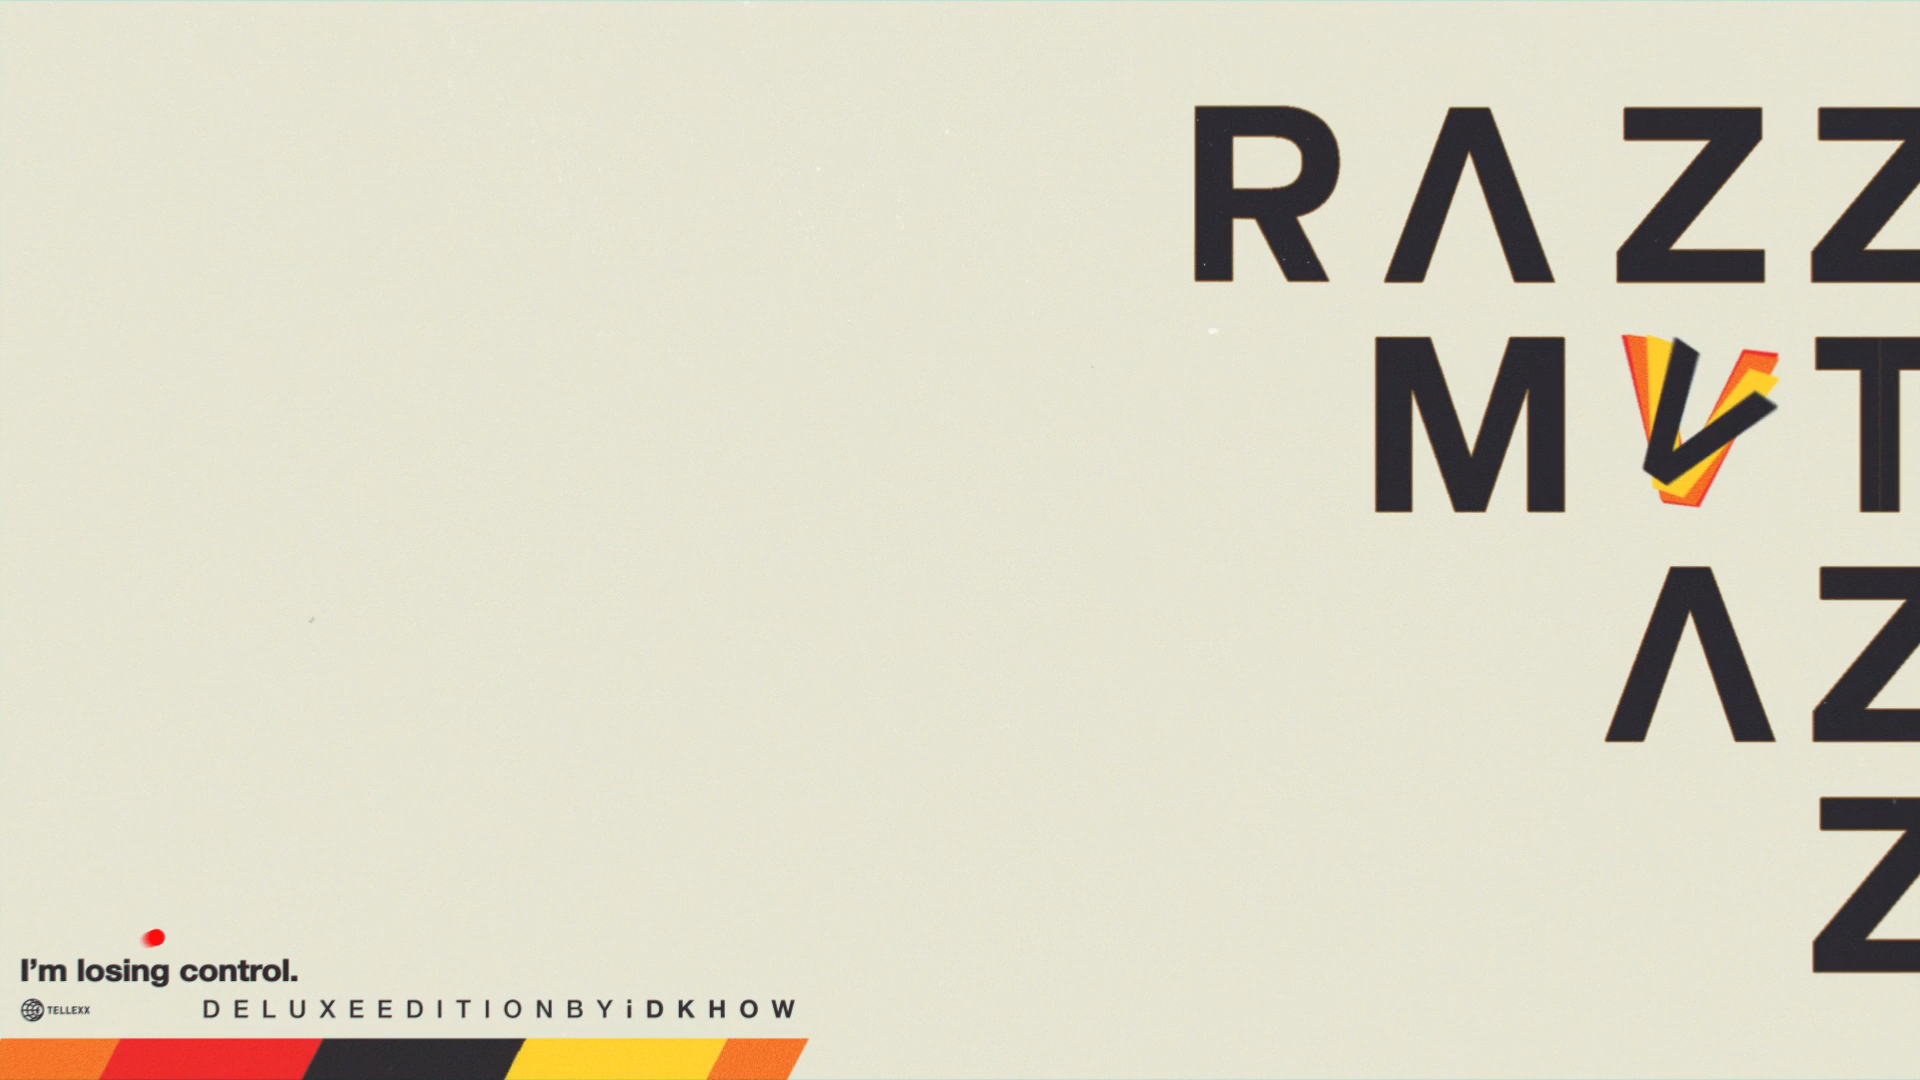 RΛZZ
MVT
ΛZ
Z
I'm losing control.
TELLEXX
DELUXEEDITIONBYiDKHOW